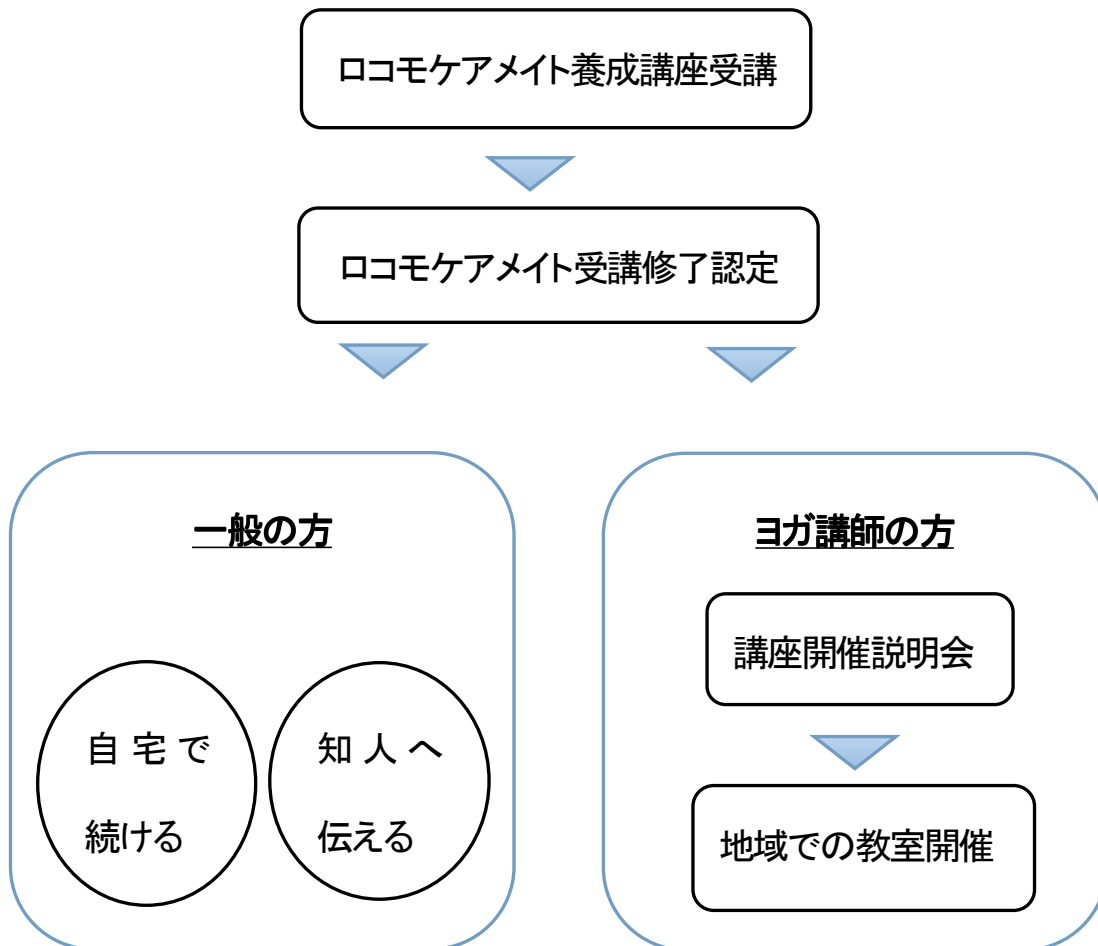 ロコモケアメイト養成講座受講
ロコモケアメイト受講修了認定
一般の方
自宅で
続ける
知人へ
伝える
ヨガ講師の方
講座開催説明会
地域での教室開催